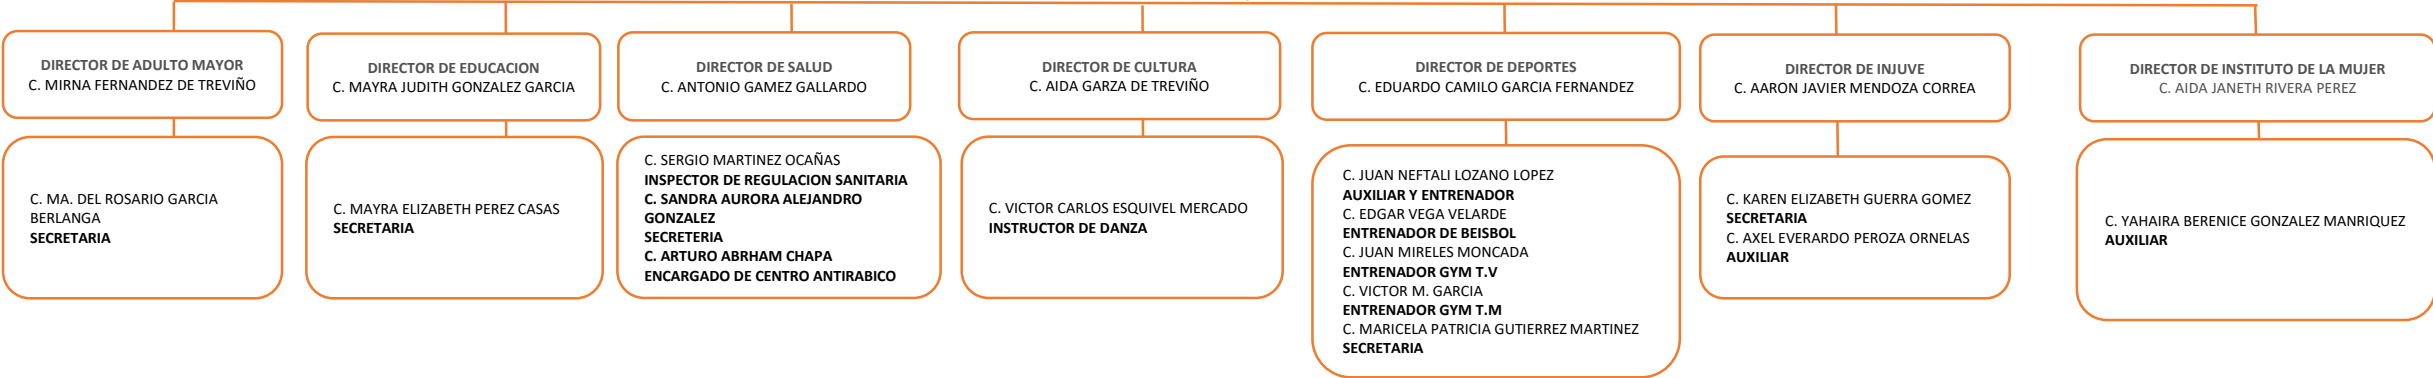 DIRECTOR DE ADULTO MAYOR
C. MIRNA FERNANDEZ DE TREVIÑO
C. MA. DEL ROSARIO GARCIA
BERLANGA
SECRETARIA
DIRECTOR DE EDUCACION
C. MAYRA JUDITH GONZALEZ GARCIA
C. MAYRA ELIZABETH PEREZ CASAS
SECRETARIA
DIRECTOR DE SALUD
C. ANTONIO GAMEZ GALLARDO
C. SERGIO MARTINEZ OCAÑAS
INSPECTOR DE REGULACION SANITARIA
C. SANDRA AURORA ALEJANDRO
GONZALEZ
SECRETERIA
C. ARTURO ABRHAM CHAPA
ENCARGADO DE CENTRO ANTIRABICO
DIRECTOR DE CULTURA
C. AIDA GARZA DE TREVIÑO
C. VICTOR CARLOS ESQUIVEL MERCADO
INSTRUCTOR DE DANZA
DIRECTOR DE DEPORTES
C. EDUARDO CAMILO GARCIA FERNANDEZ
C. JUAN NEFTALI LOZANO LOPEZ
AUXILIAR Y ENTRENADOR
C. EDGAR VEGA VELARDE
ENTRENADOR DE BEISBOL
C. JUAN MIRELES MONCADA
ENTRENADOR GYM T.V
C. VICTOR M. GARCIA
ENTRENADOR GYM T.M
C. MARICELA PATRICIA GUTIERREZ MARTINEZ
SECRETARIA
DIRECTOR DE INJUVE
C. AARON JAVIER MENDOZA CORREA
C. KAREN ELIZABETH GUERRA GOMEZ
SECRETARIA
C. AXEL EVERARDO PEROZA ORNELAS
AUXILIAR
DIRECTOR DE INSTITUTO DE LA MUJER
C. AIDA JANETH RIVERA PEREZ
C. YAHAIRA BERENICE GONZALEZ MANRIQUEZ
AUXILIAR